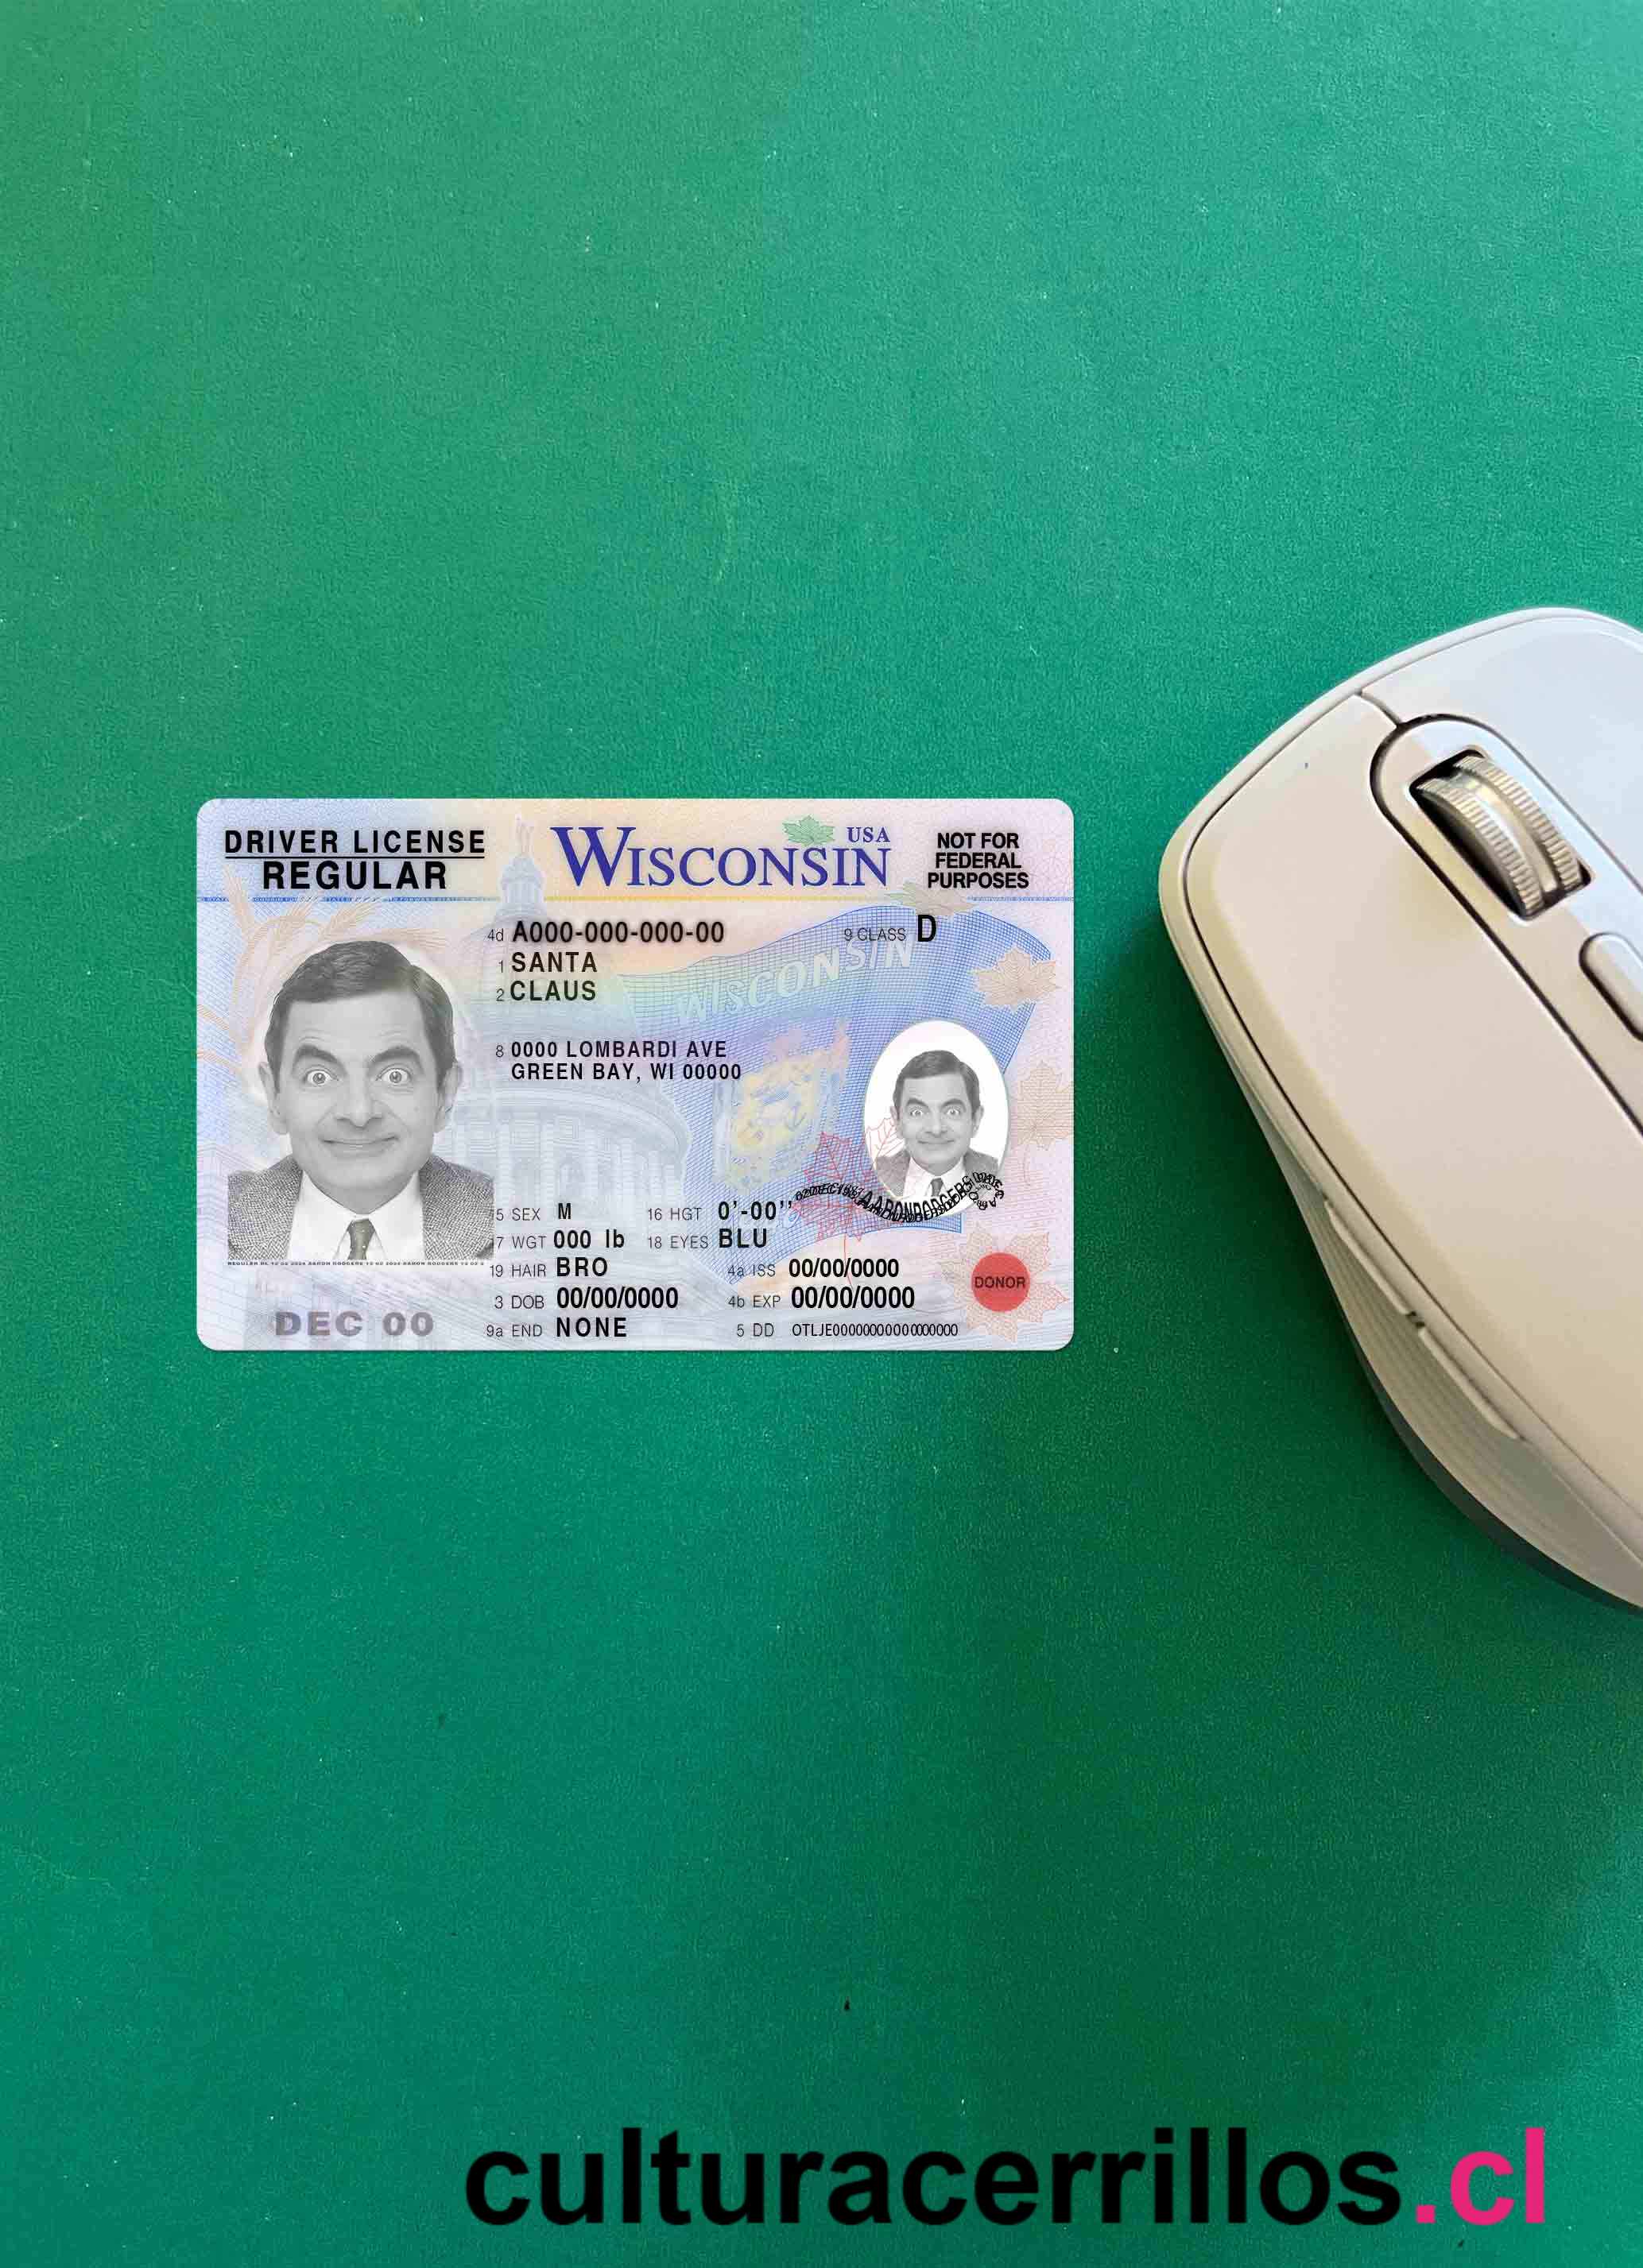 DRIVER LICENSE
REGULAR
WISCONSIN
USA
NOT FOR
FEDERAL
PURPOSES
4d A000-000-000-00
9 CLASS D
1 SANTA
2 CLAUS
WISCONSIN
8 0000 LOMBARDI AVE
GREEN BAY, WI 00000
5 SEX M 16 HGT 0'-00''
7 WGT 000 lb 18 EYES BLU
19 HAIR BRO 4a ISS 00/00/0000
3 DOB 00/00/0000 4b EXP 00/00/0000
9a END NONE 5 DD OTLJE00000000000000000
DONOR
DEC 00
culturacerrillos.cl